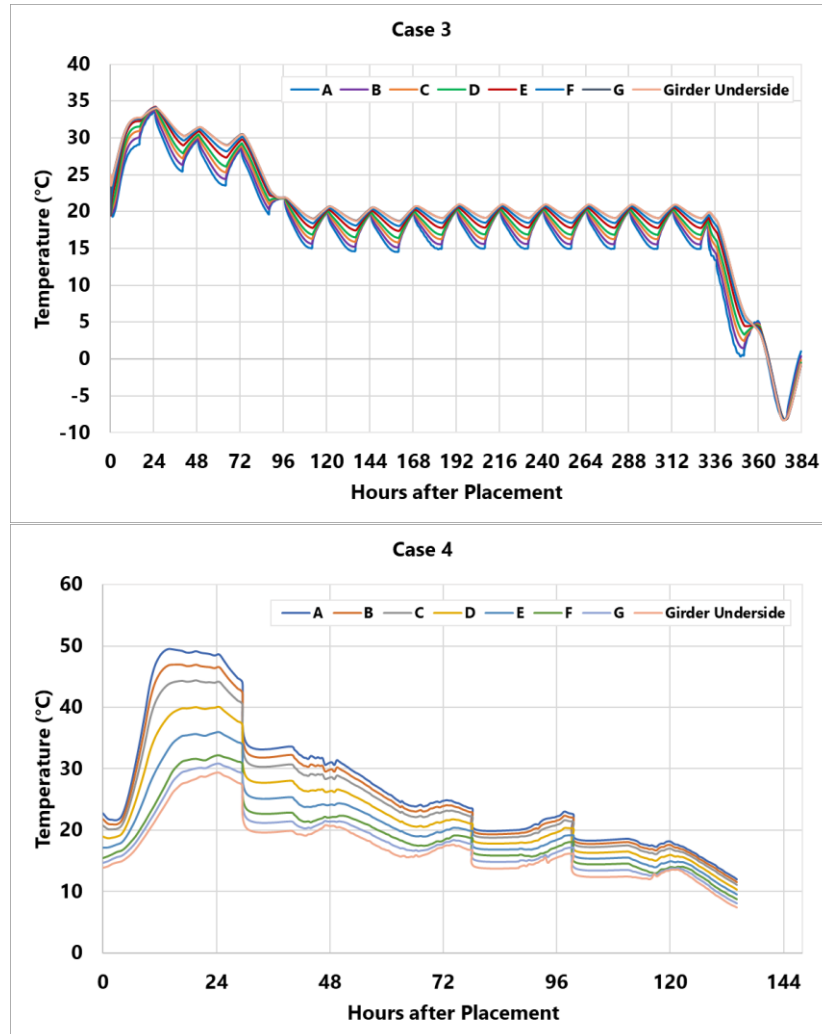 Case 3
40
35
30
25
20
15
10
5
0
-5
-10
A B C D E F G Girder Underside
Temperature (°C)
0 24 48 72 96 120 144 168 192 216 240 264 288 312 336 360 384
Hours after Placement
Case 4
60
50
40
30
20
10
0
A B C D E F G Girder Underside
Temperature (°C)
0 24 48 72 96 120 144
Hours after Placement